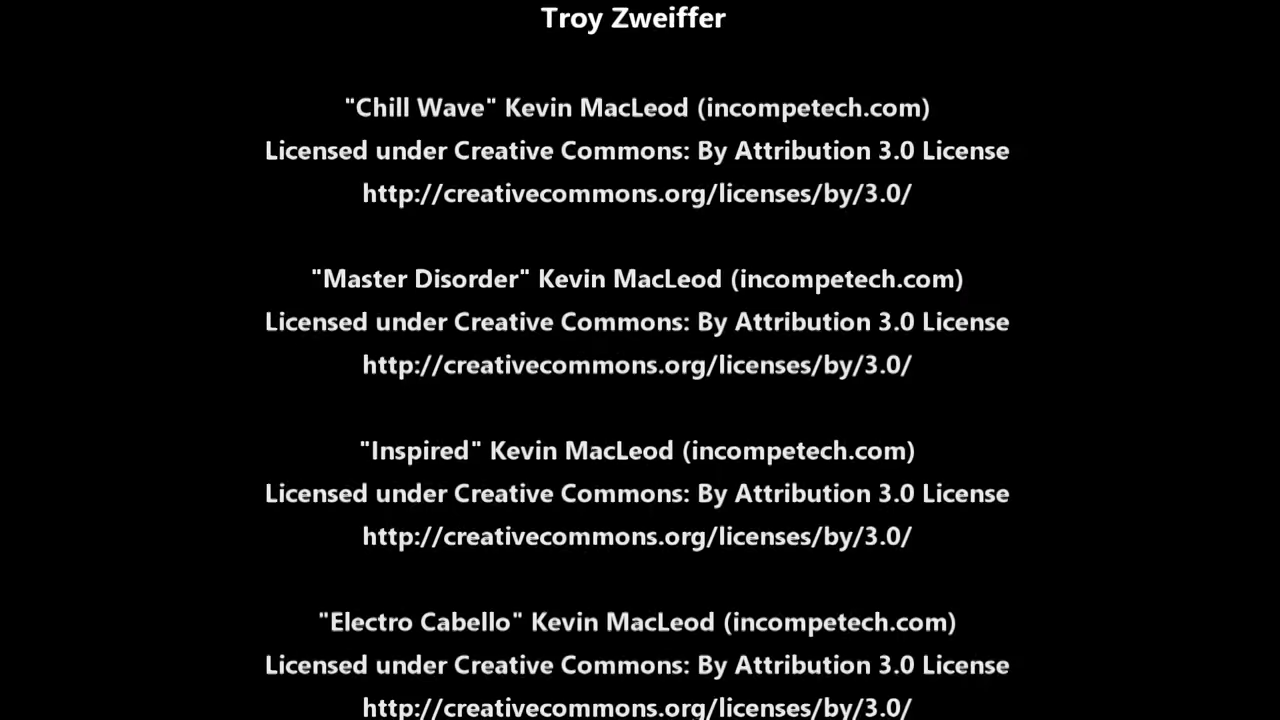 Troy Zweiffer
"Chill Wave" Kevin MacLeod (incompetech.com)
Licensed under Creative Commons: By Attribution 3.0 License
http://creativecommons.org/licenses/by/3.0/
"Master Disorder" Kevin MacLeod (incompetech.com)
Licensed under Creative Commons: By Attribution 3.0 License
http://creativecommons.org/licenses/by/3.0/
"Inspired" Kevin MacLeod (incompetech.com)
Licensed under Creative Commons: By Attribution 3.0 License
http://creativecommons.org/licenses/by/3.0/
"Electro Cabello" Kevin MacLeod (incompetech.com)
Licensed under Creative Commons: By Attribution 3.0 License
http://creativecommons.org/licenses/by/3.0/